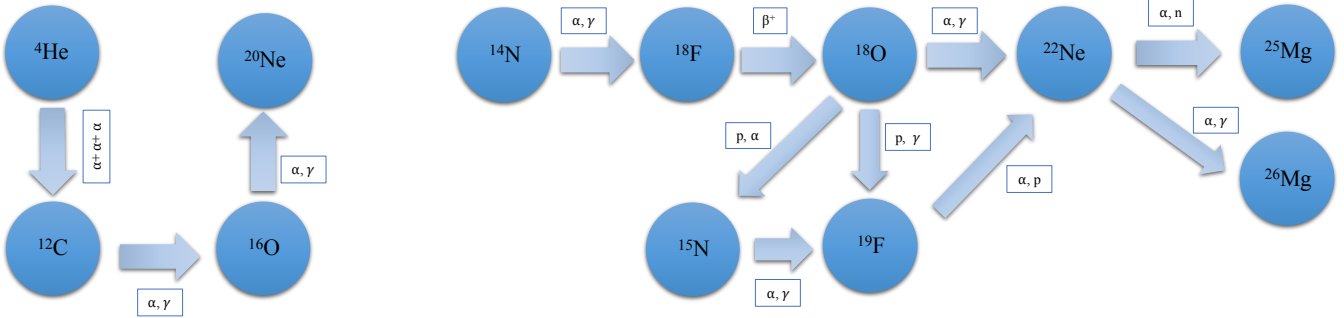 ⁴He
α+ α+ α
¹²C
α, γ
¹⁶O
α, γ
²⁰Ne
¹⁴N
α, γ
¹⁸F
β⁺
¹⁸O
α, γ
²²Ne
α, n
²⁵Mg
α, γ
²⁶Mg
p, α
p, γ
α, p
¹⁵N
α, γ
¹⁹F